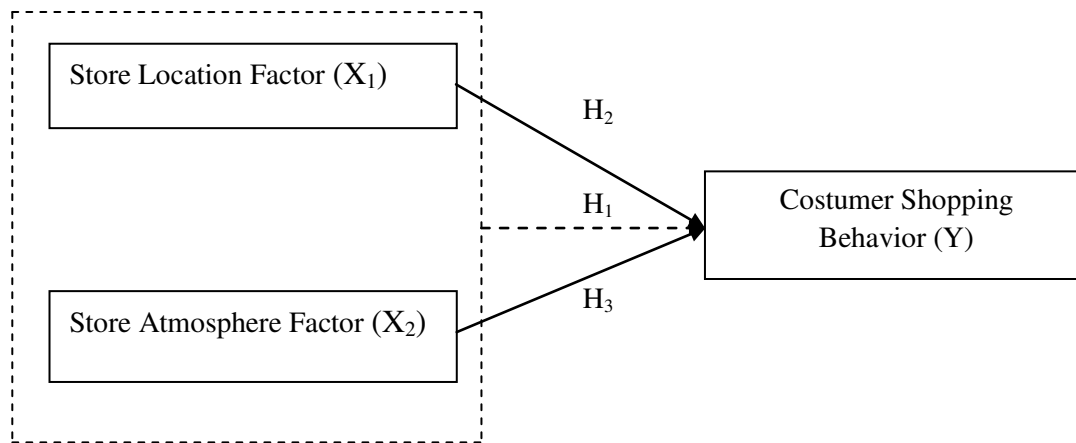 Store Location Factor (X₁)
H₂
H₁
Costumer Shopping
Behavior (Y)
H₃
Store Atmosphere Factor (X₂)